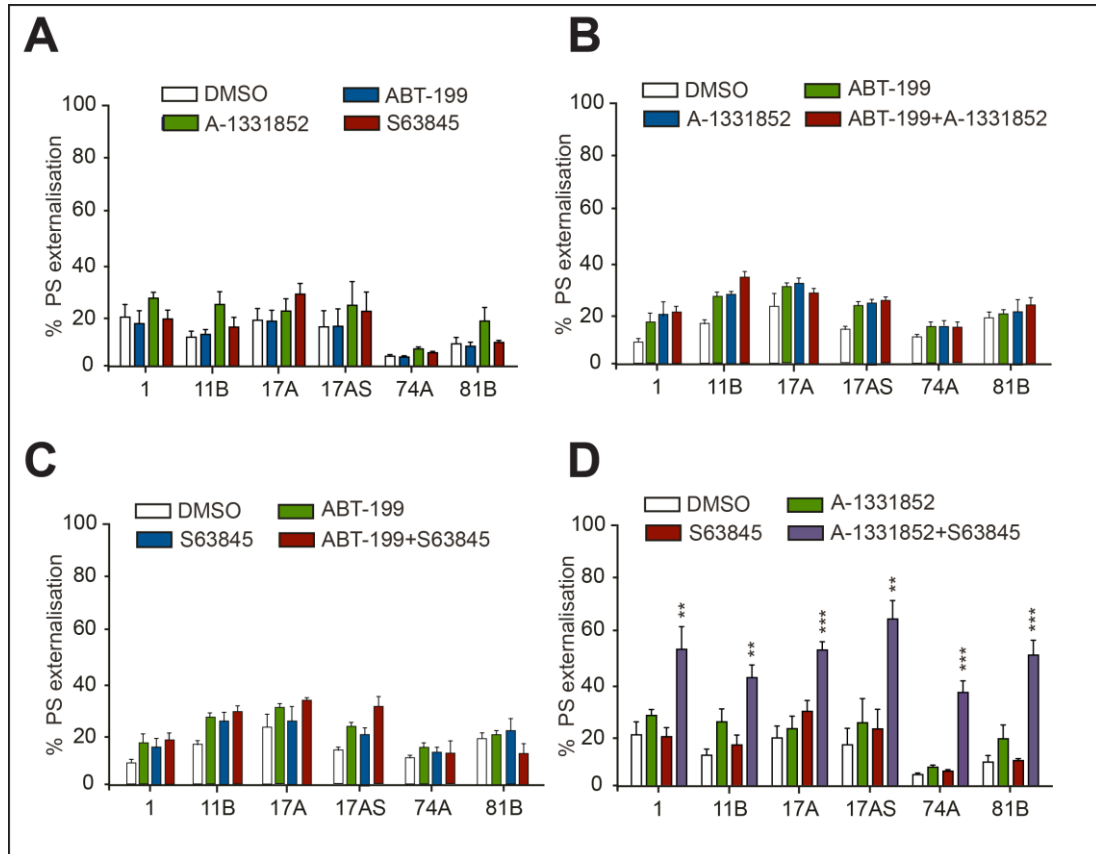 A
DMSO ABT-199
A-1331852 S63845
% PS externalisation
100
80
60
40
20
0
1 11B 17A 17AS 74A 81B
B
DMSO ABT-199
A-1331852 ABT-199+A-1331852
% PS externalisation
100
80
60
40
20
0
1 11B 17A 17AS 74A 81B
C
DMSO ABT-199
S63845 ABT-199+S63845
% PS externalisation
100
80
60
40
20
0
1 11B 17A 17AS 74A 81B
D
DMSO A-1331852
S63845 A-1331852+S63845
% PS externalisation
100
80
60
40
20
0
** ** *** ** *** ***
1 11B 17A 17AS 74A 81B